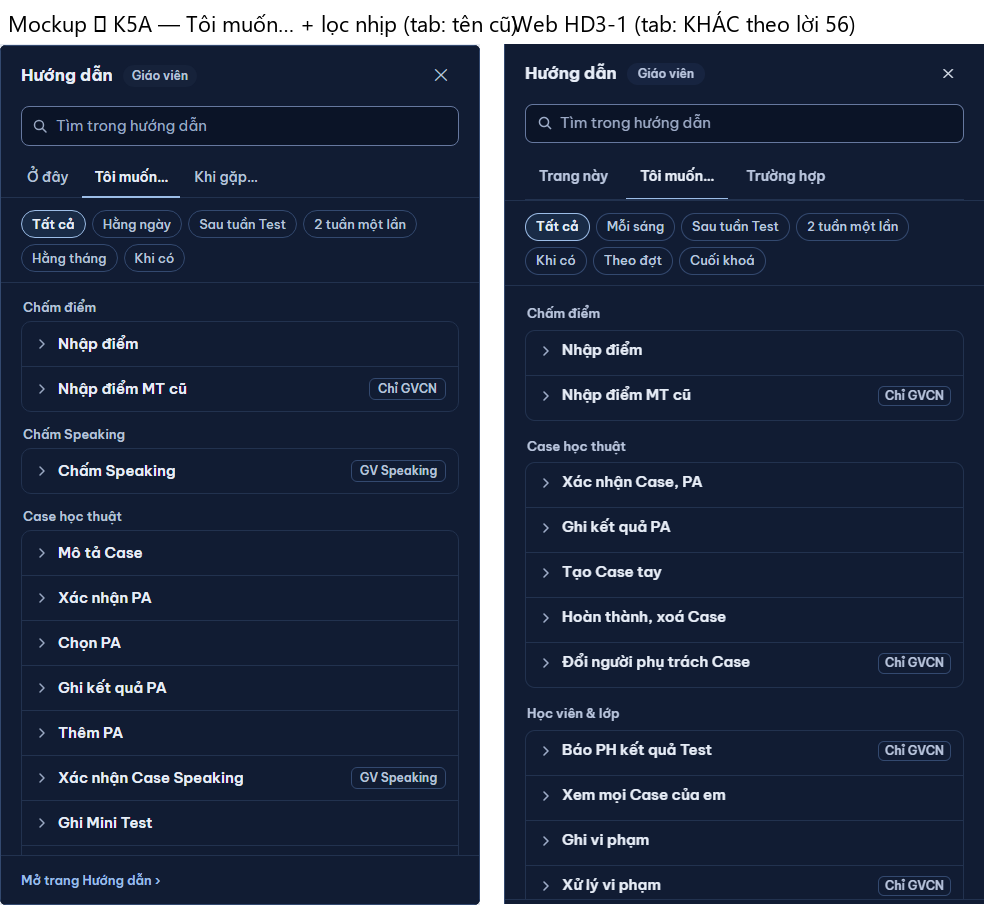 Mockup ▯ K5A — Tôi muốn… + lọc nhịp (tab: tên cũ)
Hướng dẫn Giáo viên
Tìm trong hướng dẫn
Ở đây Tôi muốn… Khi gặp…
Tất cả Hằng ngày Sau tuần Test 2 tuần một lần
Hằng tháng Khi có
Chấm điểm
Nhập điểm
Nhập điểm MT cũ Chỉ GVCN
Chấm Speaking
Chấm Speaking GV Speaking
Case học thuật
Mô tả Case
Xác nhận PA
Chọn PA
Ghi kết quả PA
Thêm PA
Xác nhận Case Speaking GV Speaking
Ghi Mini Test
Mở trang Hướng dẫn ›
Web HD3-1 (tab: KHÁC theo lời 56)
Hướng dẫn Giáo viên
Tìm trong hướng dẫn
Trang này Tôi muốn… Trường hợp
Tất cả Mỗi sáng Sau tuần Test 2 tuần một lần
Khi có Theo đợt Cuối khoá
Chấm điểm
Nhập điểm
Nhập điểm MT cũ Chỉ GVCN
Case học thuật
Xác nhận Case, PA
Ghi kết quả PA
Tạo Case tay
Hoàn thành, xoá Case
Đổi người phụ trách Case Chỉ GVCN
Học viên & lớp
Báo PH kết quả Test Chỉ GVCN
Xem mọi Case của em
Ghi vi phạm
Xử lý vi phạm Chỉ GVCN